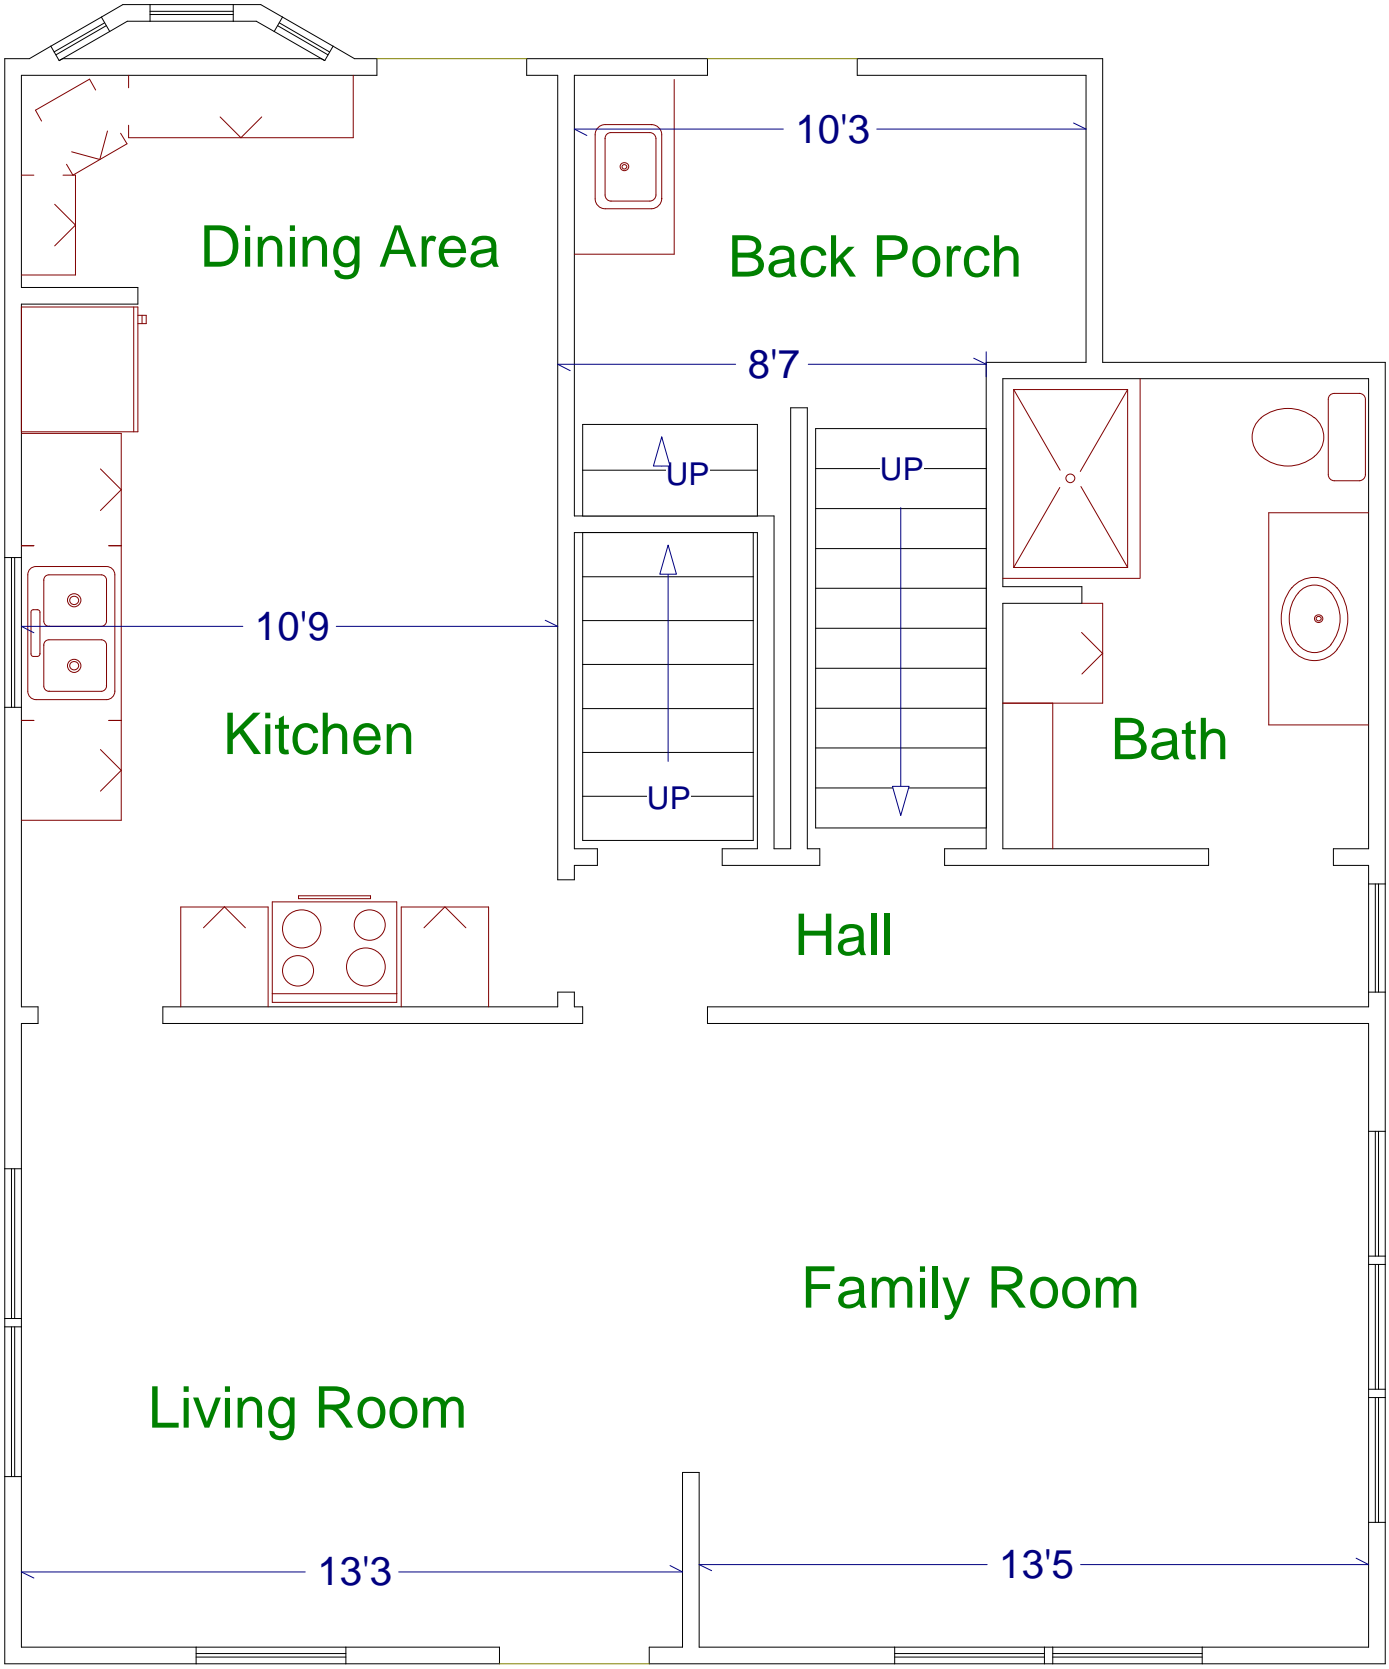 10'3
Dining Area
Back Porch
8'7
UP
UP
10'9
Kitchen
Bath
UP
Hall
Family Room
Living Room
13'3
13'5